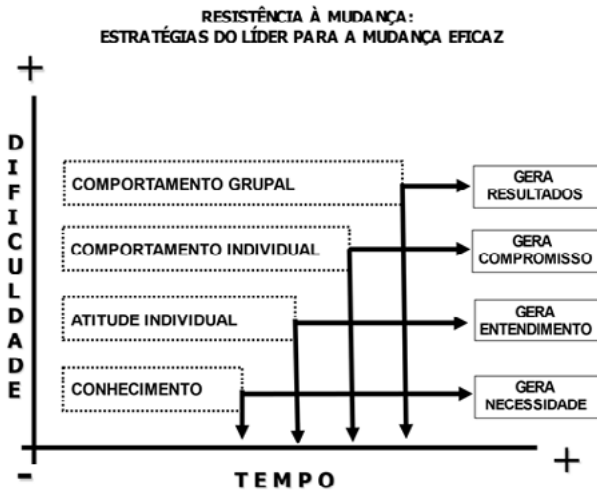 RESISTÊNCIA À MUDANÇA:
ESTRATÉGIAS DO LÍDER PARA A MUDANÇA EFICAZ
+
DIFICULDADE
COMPORTAMENTO GRUPAL
GERA
RESULTADOS
COMPORTAMENTO INDIVIDUAL
GERA
COMPROMISSO
ATITUDE INDIVIDUAL
GERA
ENTENDIMENTO
CONHECIMENTO
GERA
NECESSIDADE
-
TEMPO
+